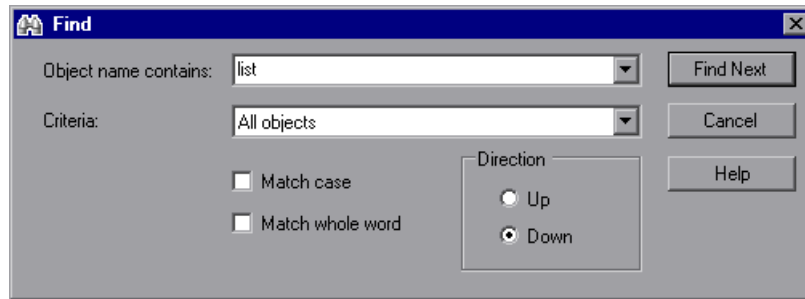 Find
Object name contains: list Find Next
Criteria: All objects Cancel
Direction Help
Match case Up
Match whole word Down